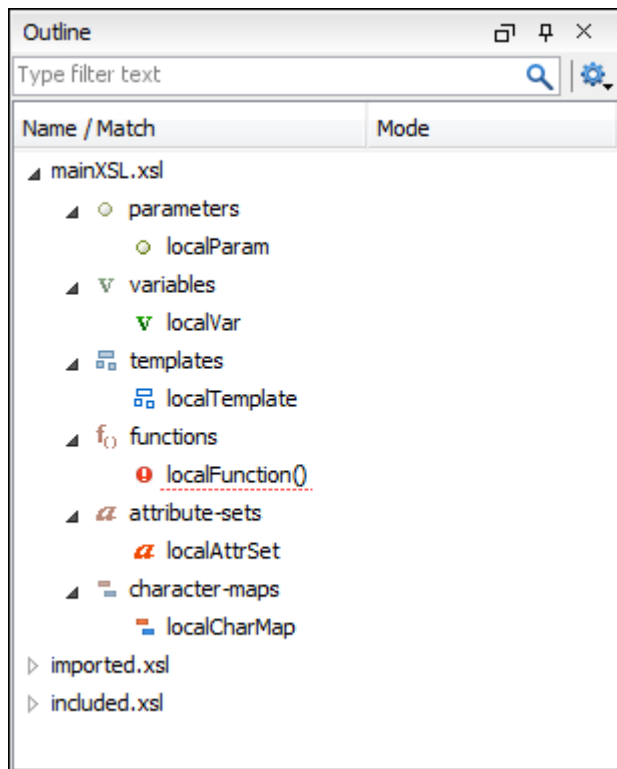 Outline
Type filter text
Name / Match Mode
mainXSL.xsl
parameters
localParam
variables
localVar
templates
localTemplate
functions
localFunction()
attribute-sets
localAttrSet
character-maps
localCharMap
imported.xsl
included.xsl